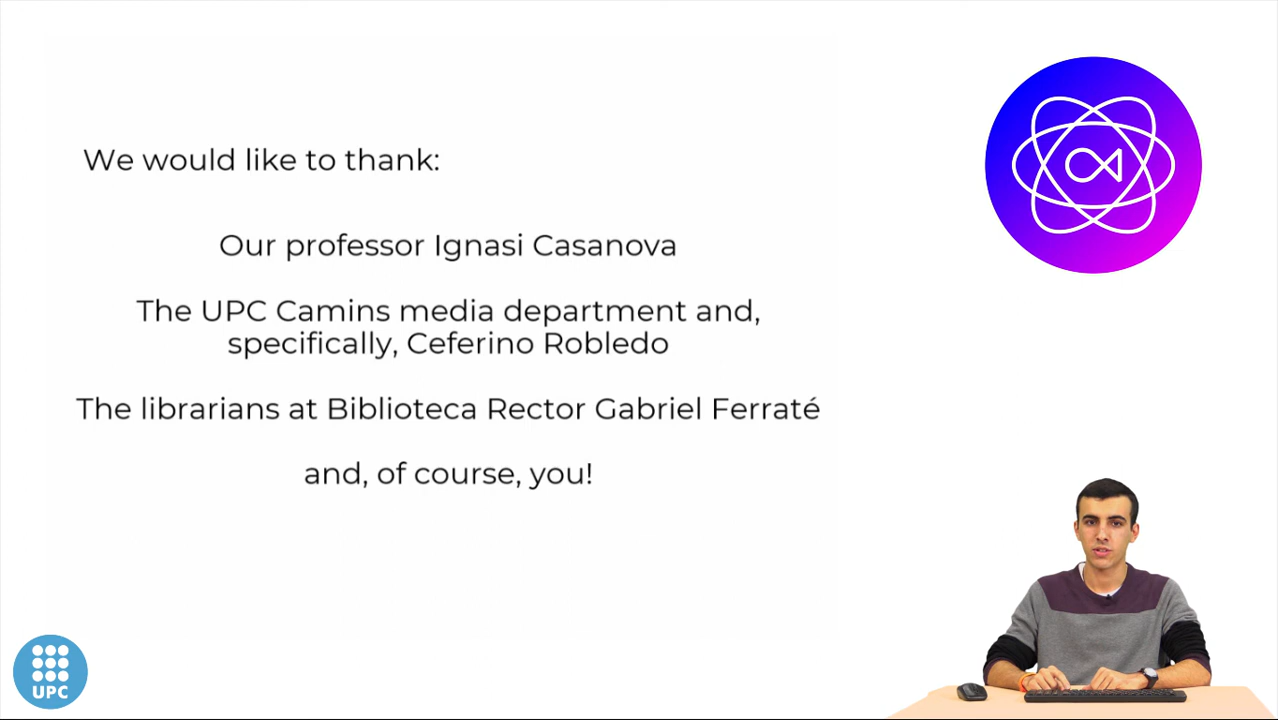 We would like to thank:
Our professor Ignasi Casanova
The UPC Camins media department and,
specifically, Ceferino Robledo
The librarians at Biblioteca Rector Gabriel Ferraté
and, of course, you!
UPC